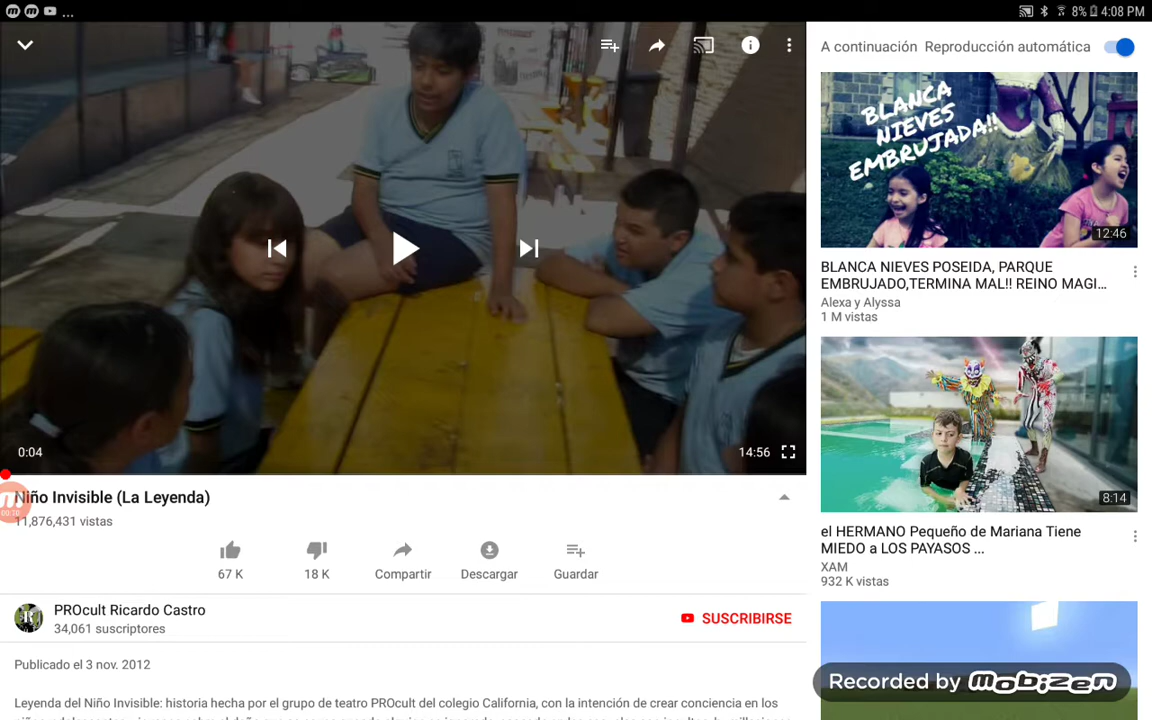 ... 8% 4:08 PM
A continuación Reproducción automática
BLANCA
NIEVES
EMBRUJADA!!
12:46
BLANCA NIEVES POSEIDA, PARQUE
EMBRUJADO,TERMINA MAL!! REINO MAGI...
Alexa y Alyssa
1 M vistas
8:14
el HERMANO Pequeño de Mariana Tiene
MIEDO a LOS PAYASOS ...
XAM
932 K vistas
0:04 14:56
Niño Invisible (La Leyenda)
00:10
11,876,431 vistas
67 K 18 K Compartir Descargar Guardar
PROcult Ricardo Castro
34,061 suscriptores
SUSCRIBIRSE
Publicado el 3 nov. 2012
Leyenda del Niño Invisible: historia hecha por el grupo de teatro PROcult del colegio California, con la intención de crear conciencia en los
Recorded by mobizen